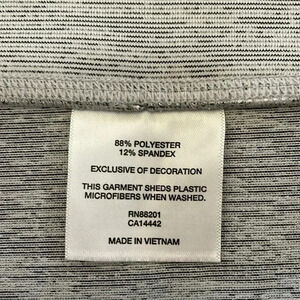 88% POLYESTER
12% SPANDEX
EXCLUSIVE OF DECORATION
THIS GARMENT SHEDS PLASTIC
MICROFIBERS WHEN WASHED.
RN88201
CA14442
MADE IN VIETNAM